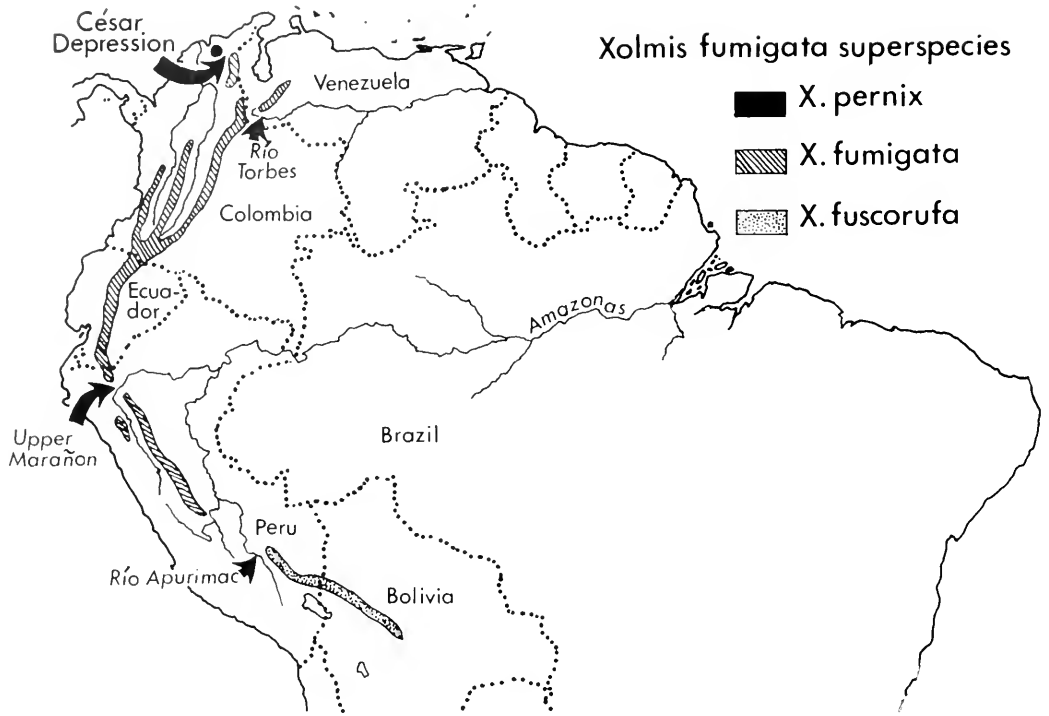 César
Depression
Xolmis fumigata superspecies
X. pernix
X. fumigata
X. fuscorufa
Venezuela
Río
Torbes
Colombia
Ecua-
dor
Amazonas
Upper
Marañon
Brazil
Peru
Río Apurimac
Bolivia